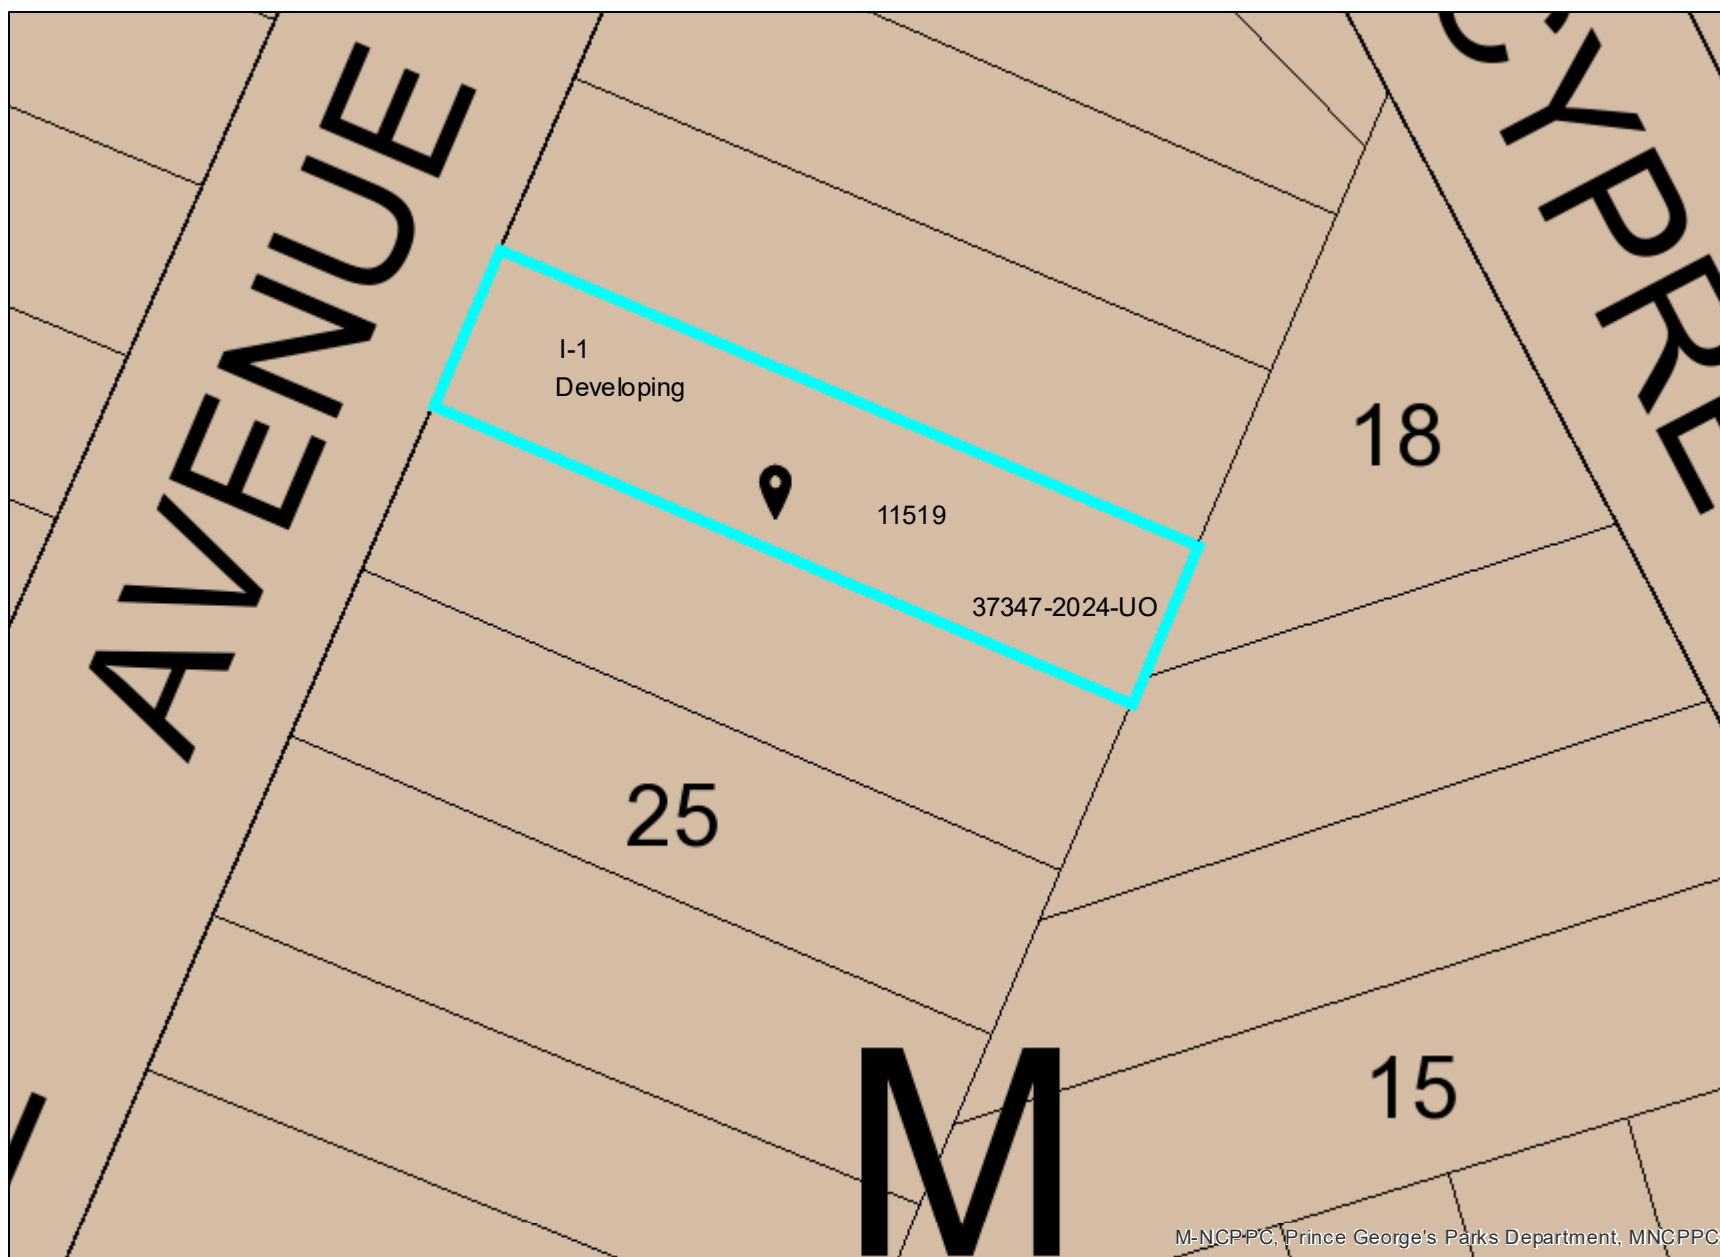 AVENUE
CYPRE
I-1
Developing
18
11519
37347-2024-UO
25
M
15
M-NCPPC, Prince George's Parks Department, MNCPPC